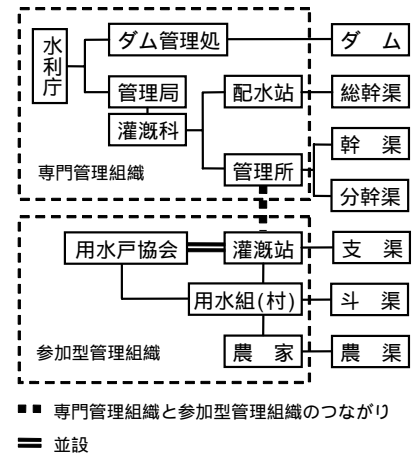 水利庁
ダム管理処
ダム
管理局
配水站
総幹渠
灌漑科
幹渠
専門管理組織
管理所
分幹渠
用水戸協会
灌漑站
支渠
用水組(村)
斗渠
参加型管理組織
農家
農渠
専門管理組織と参加型管理組織のつながり
並設